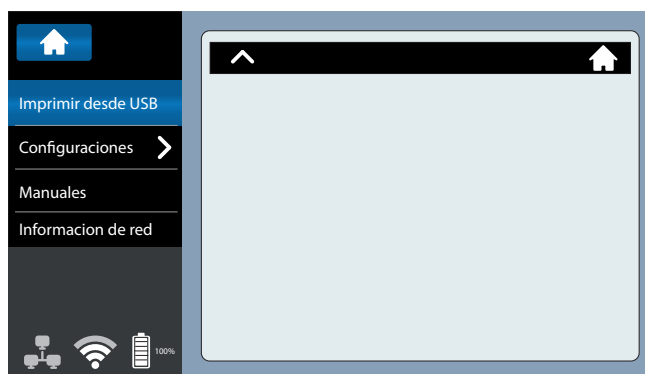 Imprimir desde USB
Configuraciones
Manuales
Informacion de red
100%